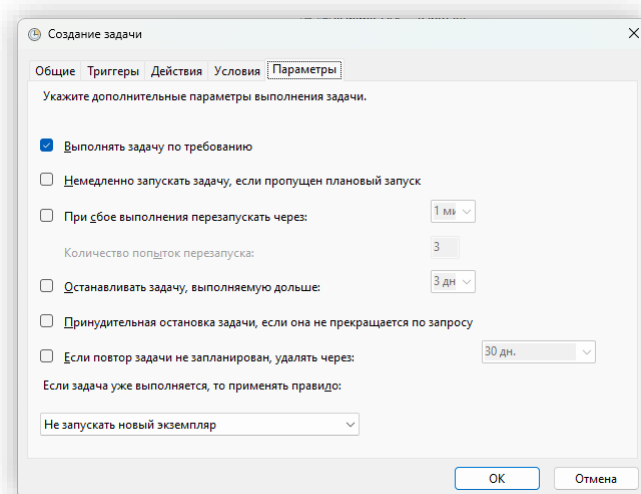 Создание задачи
Общие Триггеры Действия Условия Параметры
Укажите дополнительные параметры выполнения задачи.
Выполнять задачу по требованию
Немедленно запускать задачу, если пропущен плановый запуск
При сбое выполнения перезапускать через: 1 ми
Количество попыток перезапуска: 3
Останавливать задачу, выполняемую дольше: 3 дн
Принудительная остановка задачи, если она не прекращается по запросу
Если повтор задачи не запланирован, удалять через: 30 дн.
Если задача уже выполняется, то применять правило:
Не запускать новый экземпляр
ОК Отмена